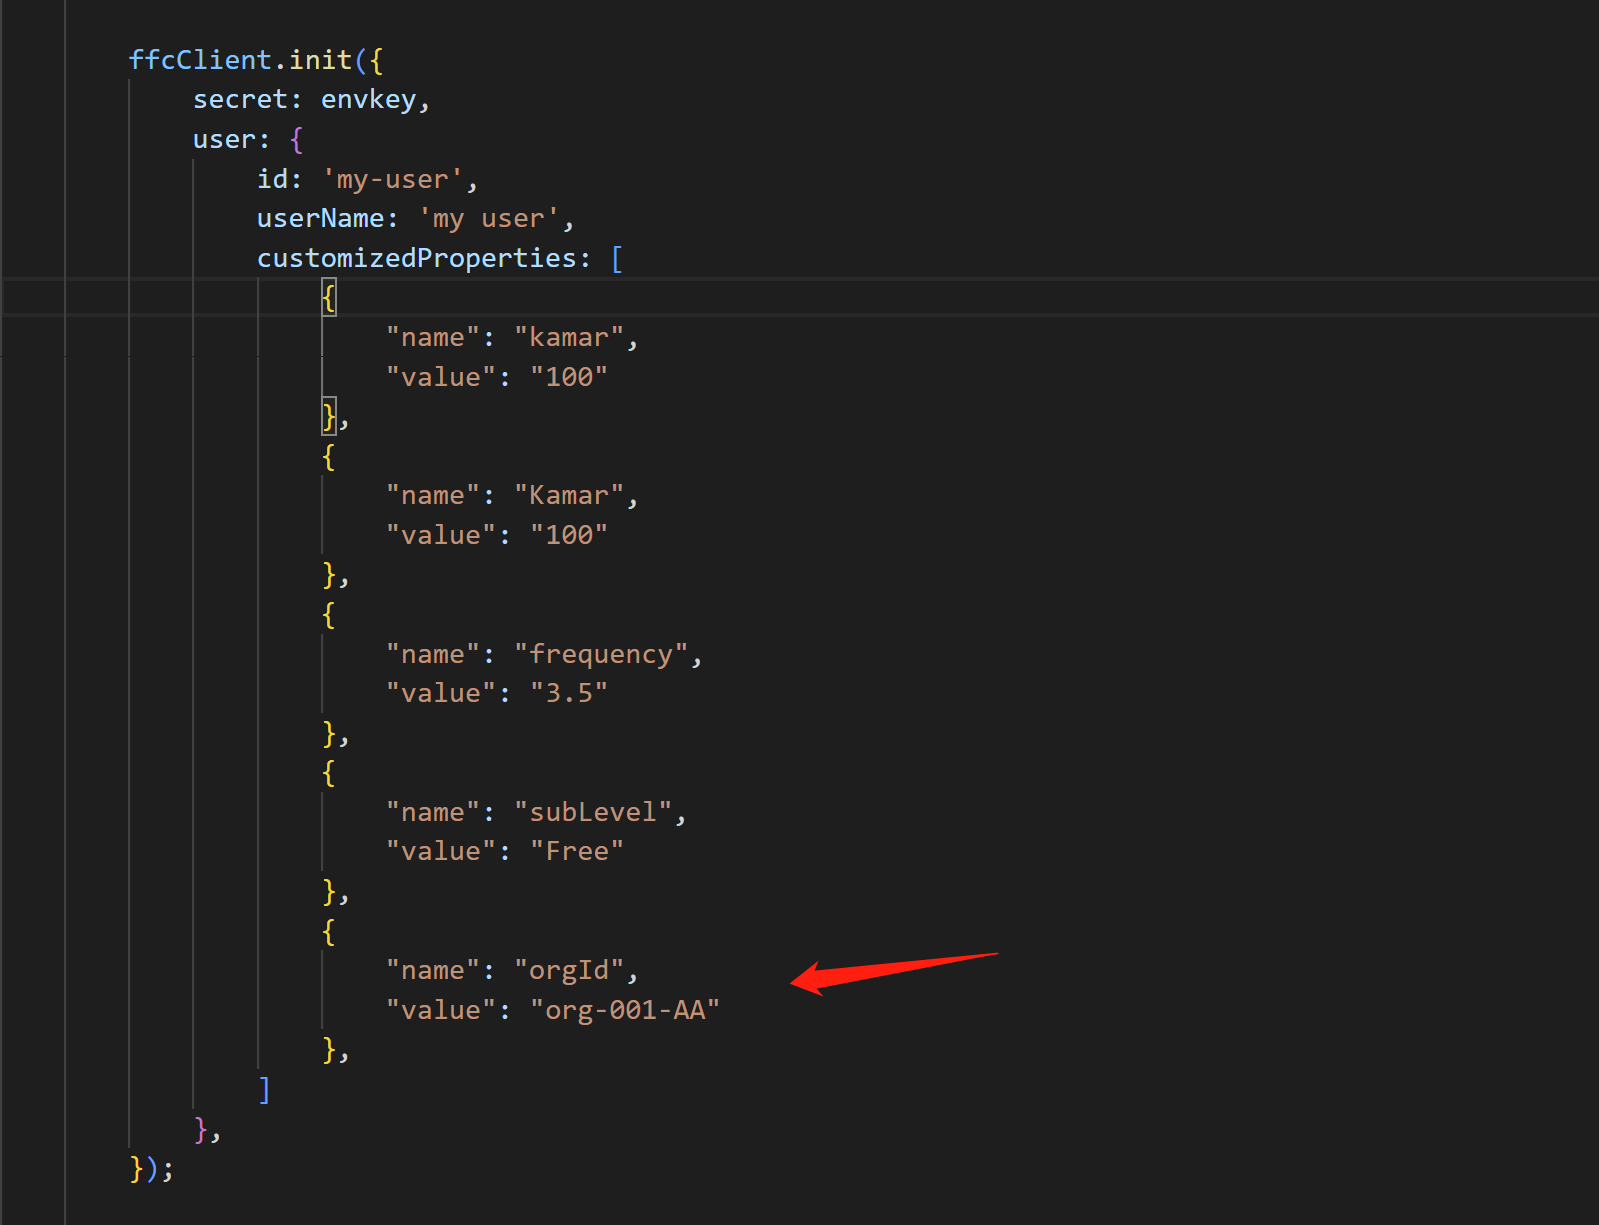 ffcClient.init({
secret: envkey,
user: {
id: 'my-user',
userName: 'my user',
customizedProperties: [
{
"name": "kamar",
"value": "100"
},
{
"name": "Kamar",
"value": "100"
},
{
"name": "frequency",
"value": "3.5"
},
{
"name": "subLevel",
"value": "Free"
},
{
"name": "orgId",
"value": "org-001-AA"
},
]
},
});